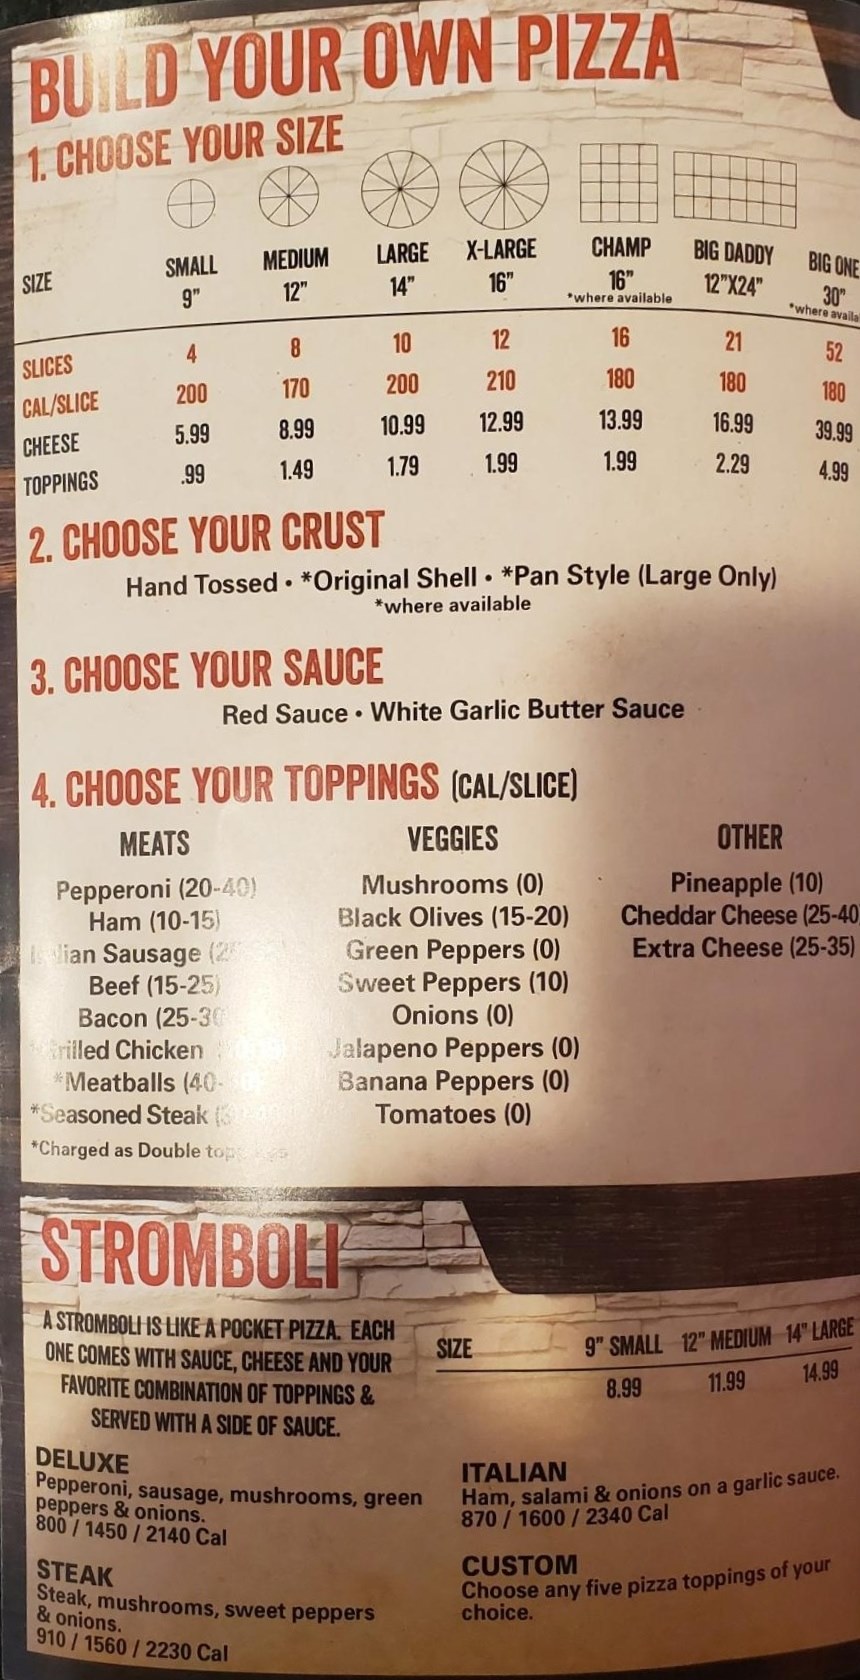 BUILD YOUR OWN PIZZA
1. CHOOSE YOUR SIZE
SIZE SMALL 9" MEDIUM 12" LARGE 14" X-LARGE 16" CHAMP 16" *where available BIG DADDY 12"X24" BIG ONE 30" *where availa
SLICES 4 8 10 12 16 21 52
CAL/SLICE 200 170 200 210 180 180 180
CHEESE 5.99 8.99 10.99 12.99 13.99 16.99 39.99
TOPPINGS .99 1.49 1.79 1.99 1.99 2.29 4.99
2. CHOOSE YOUR CRUST
Hand Tossed • *Original Shell • *Pan Style (Large Only)
*where available
3. CHOOSE YOUR SAUCE
Red Sauce • White Garlic Butter Sauce
4. CHOOSE YOUR TOPPINGS (CAL/SLICE)
MEATS
Pepperoni (20-40)
Ham (10-15)
Sausage
Beef (15-25)
Bacon
Chicken
*Meatballs
*Seasoned Steak
*Charged as Double
VEGGIES
Mushrooms (0)
Black Olives (15-20)
Green Peppers (0)
Sweet Peppers (10)
Onions (0)
Jalapeno Peppers (0)
Banana Peppers (0)
Tomatoes (0)
OTHER
Pineapple (10)
Cheddar Cheese (25-40)
Extra Cheese (25-35)
STROMBOLI
A STROMBOLI IS LIKE A POCKET PIZZA. EACH
ONE COMES WITH SAUCE, CHEESE AND YOUR
FAVORITE COMBINATION OF TOPPINGS &
SERVED WITH A SIDE OF SAUCE.
SIZE 9" SMALL 12" MEDIUM 14" LARGE
8.99 11.99 14.99
DELUXE
Pepperoni, sausage, mushrooms, green
peppers & onions.
800 / 1450 / 2140 Cal
STEAK
Steak, mushrooms, sweet peppers
& onions.
910 / 1560 / 2230 Cal
ITALIAN
Ham, salami & onions on a garlic sauce.
870 / 1600 / 2340 Cal
CUSTOM
Choose any five pizza toppings of your
choice.